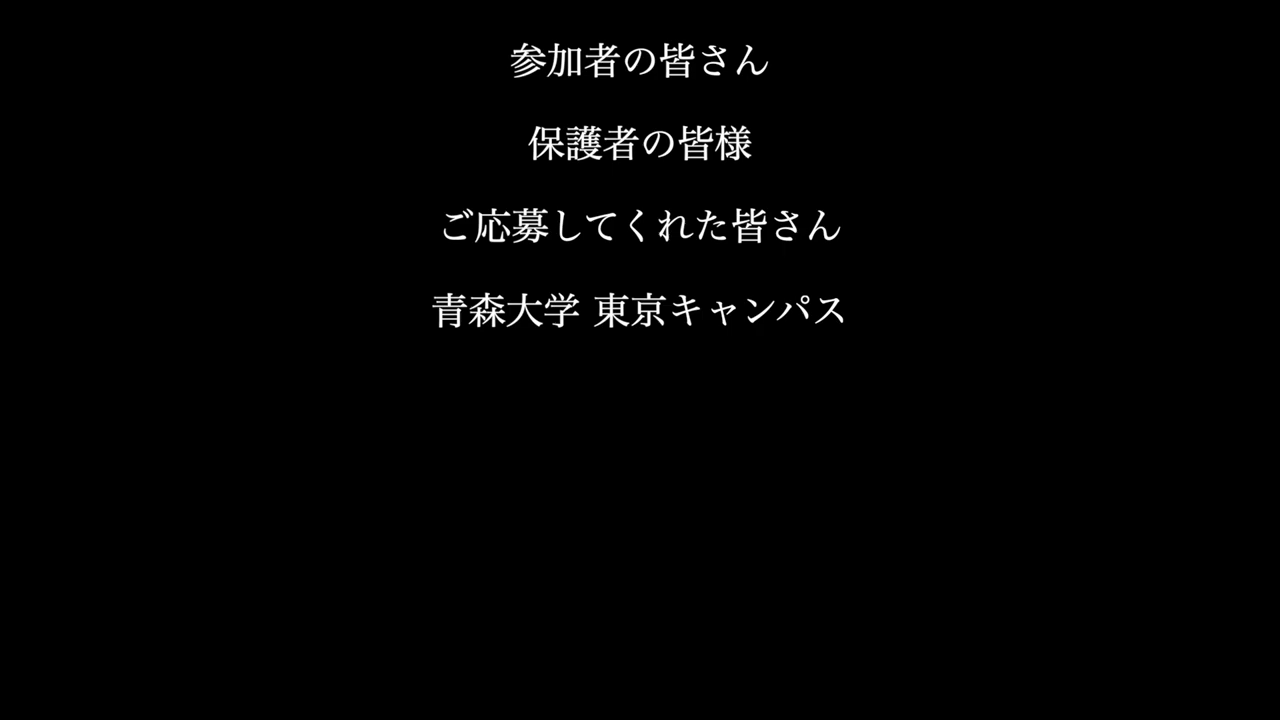 参加者の皆さん
保護者の皆様
ご応募してくれた皆さん
青森大学 東京キャンパス